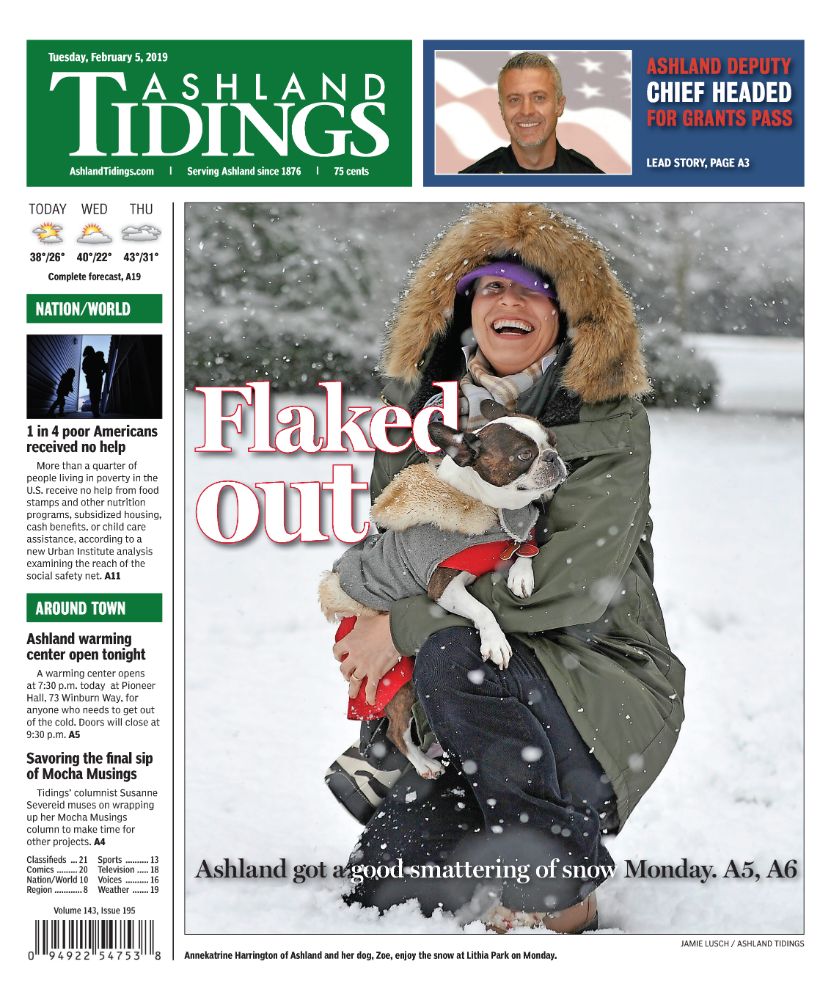 Tuesday, February 5, 2019
ASHLAND
TIDINGS
AshlandTidings.com | Serving Ashland since 1876 | 75 cents
ASHLAND DEPUTY
CHIEF HEADED
FOR GRANTS PASS
LEAD STORY, PAGE A3
TODAY WED THU
38°/26° 40°/22° 43°/31°
Complete forecast, A19
NATION/WORLD
1 in 4 poor Americans
received no help
More than a quarter of
people living in poverty in the
U.S. receive no help from food
stamps and other nutrition
programs, subsidized housing,
cash benefits, or child care
assistance, according to a
new Urban Institute analysis
examining the reach of the
social safety net. A11
AROUND TOWN
Ashland warming
center open tonight
A warming center opens
at 7:30 p.m. today at Pioneer
Hall, 73 Winburn Way, for
anyone who needs to get out
of the cold. Doors will close at
9:30 p.m. A5
Savoring the final sip
of Mocha Musings
Tidings' columnist Susanne
Severeid muses on wrapping
up her Mocha Musings
column to make time for
other projects. A4
Classifieds ... 21 Sports .......... 13
Comics ......... 20 Television ..... 18
Nation/World 10 Voices .......... 16
Region ............ 8 Weather ....... 19
Volume 143, Issue 195
0 94922 54753 8
Flaked
out
Ashland got a good smattering of snow Monday. A5, A6
JAMIE LUSCH / ASHLAND TIDINGS
Annekatrine Harrington of Ashland and her dog, Zoe, enjoy the snow at Lithia Park on Monday.